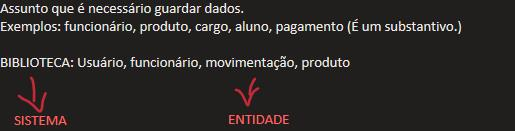 Assunto que é necessário guardar dados.
Exemplos: funcionário, produto, cargo, aluno, pagamento (É um substantivo.)
BIBLIOTECA: Usuário, funcionário, movimentação, produto
SISTEMA ENTIDADE